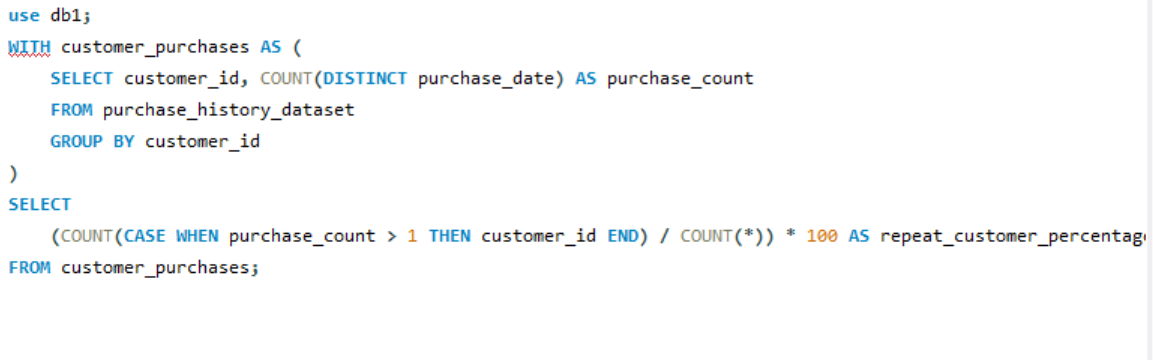 use db1;
WITH customer_purchases AS (
    SELECT customer_id, COUNT(DISTINCT purchase_date) AS purchase_count
    FROM purchase_history_dataset
    GROUP BY customer_id
)
SELECT
    (COUNT(CASE WHEN purchase_count > 1 THEN customer_id END) / COUNT(*)) * 100 AS repeat_customer_percentage
FROM customer_purchases;